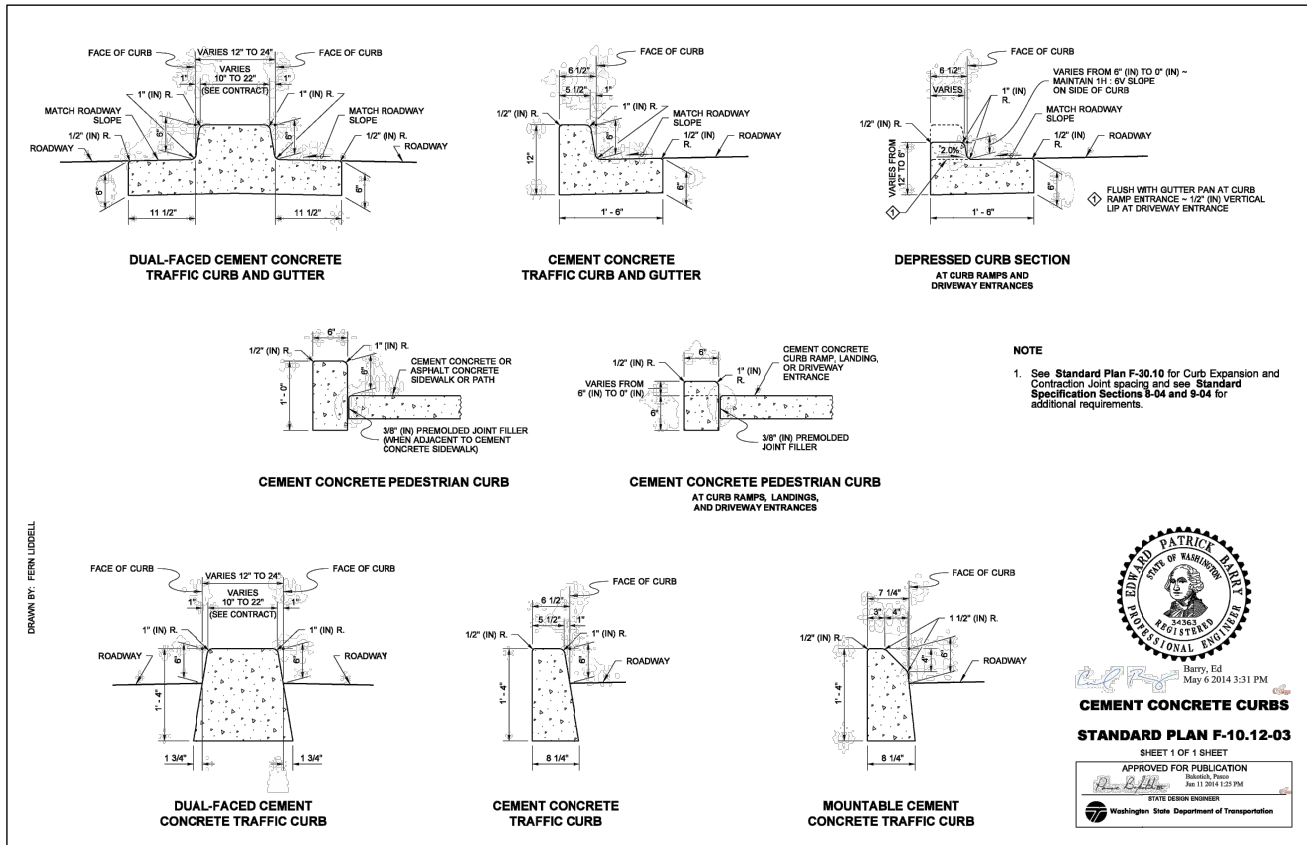 FACE OF CURB
VARIES 12" TO 24"
FACE OF CURB
1"
VARIES
10" TO 22"
(SEE CONTRACT)
1"
1" (IN) R.
1" (IN) R.
MATCH ROADWAY
SLOPE
MATCH ROADWAY
SLOPE
1/2" (IN) R.
1/2" (IN) R.
ROADWAY
ROADWAY
6"
6"
6"
6"
11 1/2"
11 1/2"
DUAL-FACED CEMENT CONCRETE
TRAFFIC CURB AND GUTTER
FACE OF CURB
6 1/2"
5 1/2"
1"
1" (IN) R.
1/2" (IN) R.
MATCH ROADWAY
SLOPE
1/2" (IN)
R.
ROADWAY
12"
6"
6"
1' - 6"
CEMENT CONCRETE
TRAFFIC CURB AND GUTTER
FACE OF CURB
6 1/2"
VARIES
VARIES FROM 6" (IN) TO 0" (IN) ~
MAINTAIN 1H : 6V SLOPE
ON SIDE OF CURB
1" (IN)
R.
MATCH ROADWAY
SLOPE
1/2" (IN) R.
1/2" (IN)
R.
ROADWAY
2.0%
VARIES FROM
12" TO 6"
6"
1
1' - 6"
1
FLUSH WITH GUTTER PAN AT CURB
RAMP ENTRANCE ~ 1/2" (IN) VERTICAL
LIP AT DRIVEWAY ENTRANCE
DEPRESSED CURB SECTION
AT CURB RAMPS AND
DRIVEWAY ENTRANCES
6"
1/2" (IN) R.
1" (IN) R.
CEMENT CONCRETE OR
ASPHALT CONCRETE
SIDEWALK OR PATH
6"
1' - 0"
3/8" (IN) PREMOLDED JOINT FILLER
(WHEN ADJACENT TO CEMENT
CONCRETE SIDEWALK)
CEMENT CONCRETE PEDESTRIAN CURB
6"
1/2" (IN) R.
1" (IN)
R.
CEMENT CONCRETE
CURB RAMP, LANDING,
OR DRIVEWAY
ENTRANCE
VARIES FROM
6" (IN) TO 0" (IN)
6"
3/8" (IN) PREMOLDED
JOINT FILLER
CEMENT CONCRETE PEDESTRIAN CURB
AT CURB RAMPS, LANDINGS,
AND DRIVEWAY ENTRANCES
NOTE
1. See Standard Plan F-30.10 for Curb Expansion and
Contraction Joint spacing and see Standard
Specification Sections 8-04 and 9-04 for
additional requirements.
DRAWN BY: FERN LIDDELL
FACE OF CURB
VARIES 12" TO 24"
FACE OF CURB
1"
VARIES
10" TO 22"
(SEE CONTRACT)
1"
1" (IN) R.
1" (IN) R.
ROADWAY
ROADWAY
6"
6"
1' - 4"
1 3/4"
1 3/4"
DUAL-FACED CEMENT
CONCRETE TRAFFIC CURB
FACE OF CURB
6 1/2"
5 1/2"
1"
1/2" (IN) R.
1" (IN) R.
ROADWAY
6"
1' - 4"
8 1/4"
CEMENT CONCRETE
TRAFFIC CURB
FACE OF CURB
7 1/4"
3"
4"
1/2" (IN) R.
1 1/2" (IN) R.
4"
6"
ROADWAY
1' - 4"
8 1/4"
MOUNTABLE CEMENT
CONCRETE TRAFFIC CURB
EDWARD PATRICK BARRY
STATE OF WASHINGTON
34363
REGISTERED
PROFESSIONAL ENGINEER
Barry, Ed
May 6 2014 3:31 PM
CEMENT CONCRETE CURBS
STANDARD PLAN F-10.12-03
SHEET 1 OF 1 SHEET
APPROVED FOR PUBLICATION
Bakotich, Pasco
Jun 11 2014 1:25 PM
STATE DESIGN ENGINEER
Washington State Department of Transportation